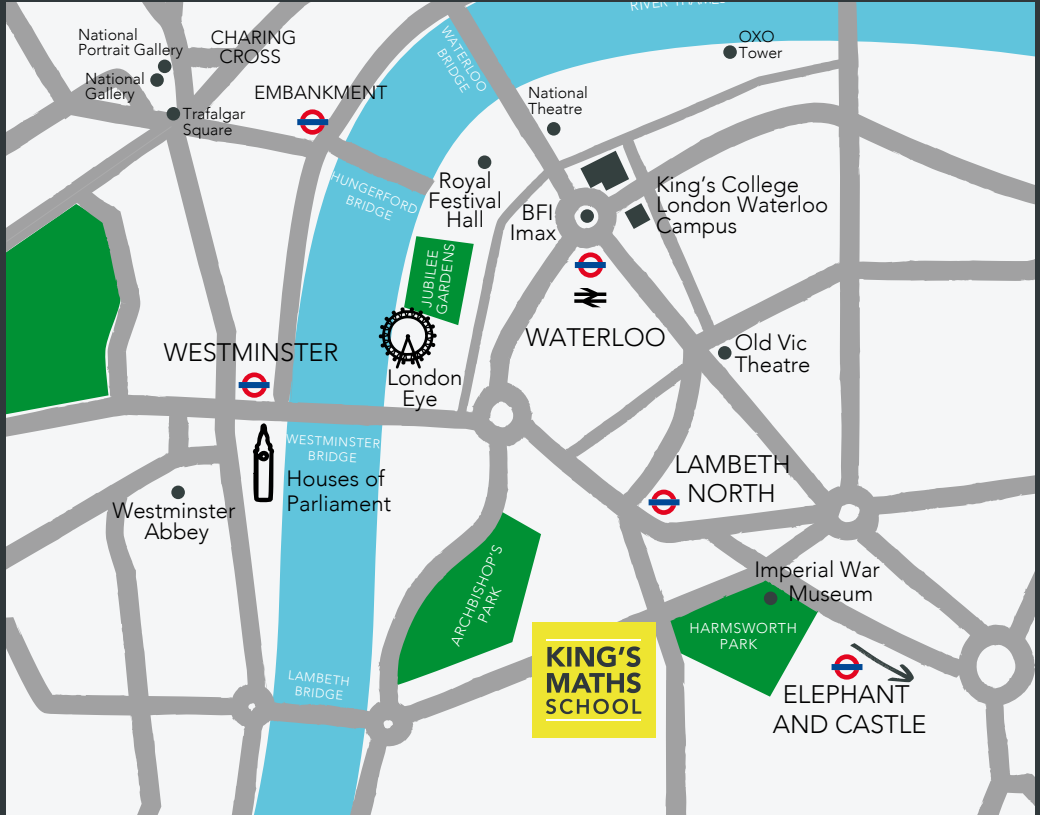 RIVER THAMES
National
Portrait Gallery
CHARING
CROSS
National
Gallery
EMBANKMENT
Trafalgar
Square
WATERLOO
BRIDGE
OXO
Tower
National
Theatre
HUNGERFORD
BRIDGE
Royal
Festival
Hall
BFI
Imax
King's College
London Waterloo
Campus
JUBILEE
GARDENS
WATERLOO
Old Vic
Theatre
WESTMINSTER
London
Eye
WESTMINSTER
BRIDGE
Houses of
Parliament
Westminster
Abbey
LAMBETH
NORTH
ARCHBISHOP'S
PARK
Imperial War
Museum
HARMSWORTH
PARK
KING'S
MATHS
SCHOOL
LAMBETH
BRIDGE
ELEPHANT
AND CASTLE